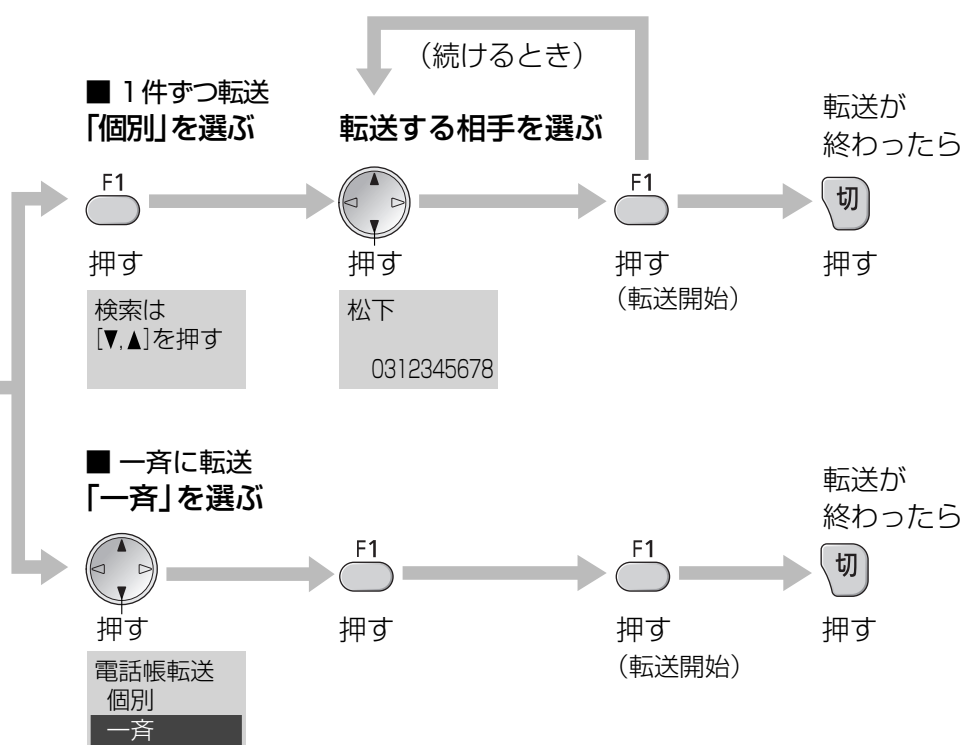 (続けるとき)
■ 1件ずつ転送
「個別」を選ぶ
転送する相手を選ぶ
転送が
終わったら
F1
F1
切
押す
押す
押す
(転送開始)
押す
検索は
[▼,▲]を押す
松下
0312345678
■ 一斉に転送
「一斉」を選ぶ
転送が
終わったら
F1
F1
切
押す
押す
押す
(転送開始)
押す
電話帳転送
個別
一斉